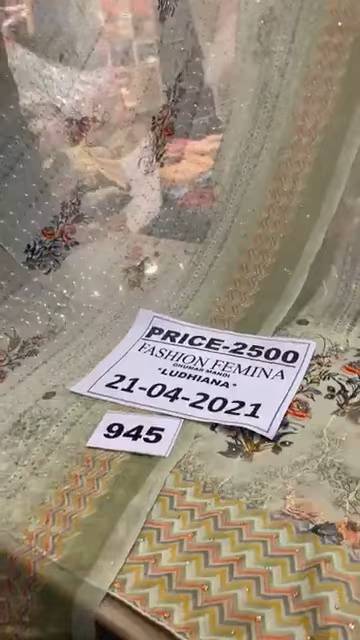 PRICE-2500
FASHION FEMINA
GHUMAR MANDI
"LUDHIANA"
21-04-2021
945